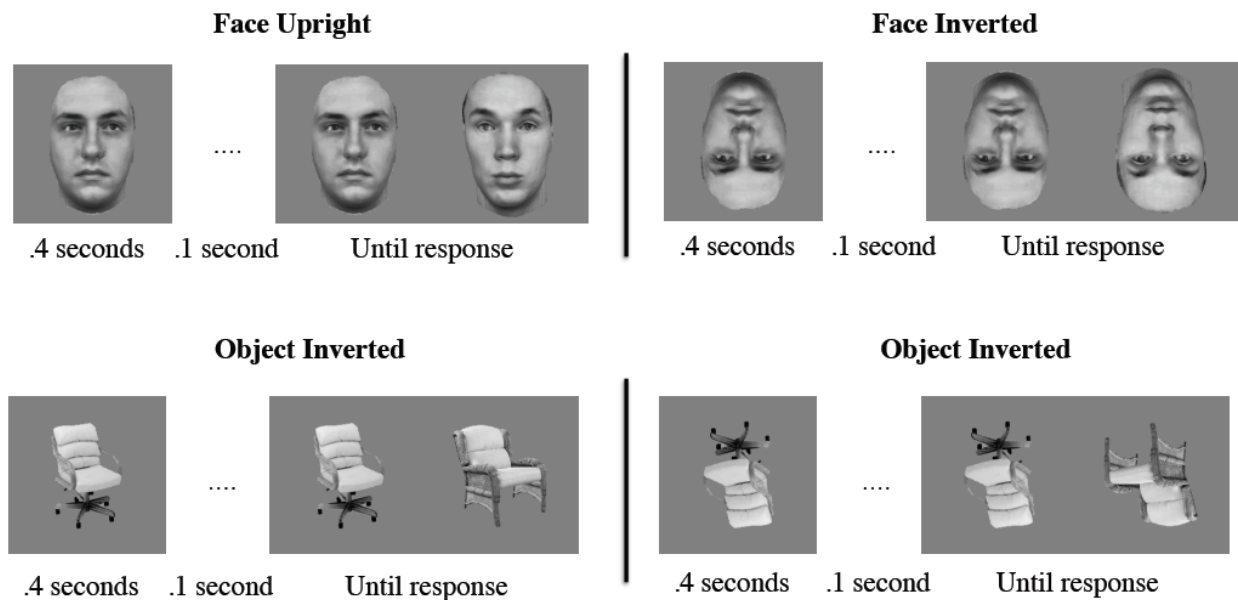 Face Upright
Face Inverted
....
....
.4 seconds .1 second Until response
.4 seconds .1 second Until response
Object Inverted
Object Inverted
....
....
.4 seconds .1 second Until response
.4 seconds .1 second Until response